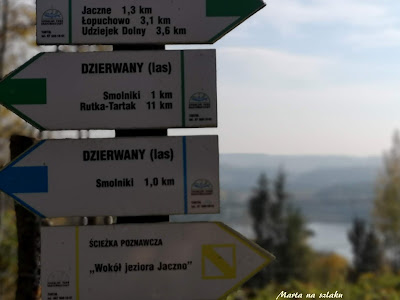 Jaczne 1,3 km
Łopuchowo 3,1 km
Udziejek Dolny 3,6 km
DZIERWANY (las)
Smolniki 1 km
Rutka-Tartak 11 km
DZIERWANY (las)
Smolniki 1,0 km
ŚCIEŻKA POZNAWCZA
„Wokół jeziora Jaczno"
Marta na szlaku